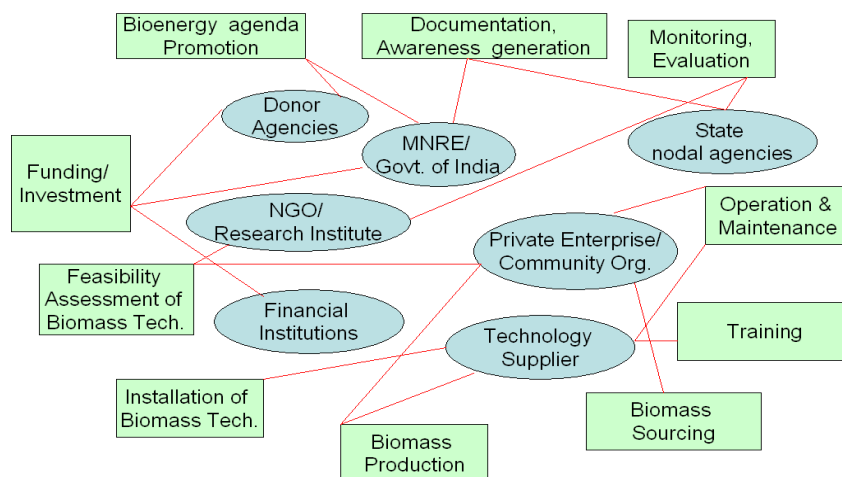 Bioenergy agenda
Promotion
Documentation,
Awareness generation
Monitoring,
Evaluation
Donor
Agencies
MNRE/
Govt. of India
State
nodal agencies
Funding/
Investment
NGO/
Research Institute
Private Enterprise/
Community Org.
Operation &
Maintenance
Feasibility
Assessment of
Biomass Tech.
Financial
Institutions
Technology
Supplier
Training
Installation of
Biomass Tech.
Biomass
Production
Biomass
Sourcing